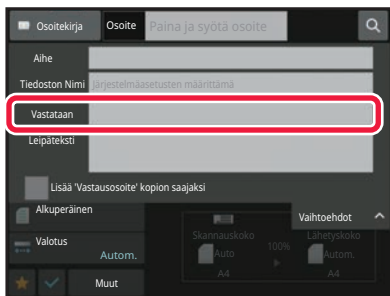 Osoitekirja
Osoite
Paina ja syötä osoite
Aihe
Tiedoston Nimi
Järjestelmäasetusten määrittämä
Vastataan
Leipäteksti
Lisää 'Vastausosoite' kopion saajaksi
Alkuperäinen
Vaihtoehdot
Valotus
Autom.
Skannauskoko
Auto
A4
100%
Lähetyskoko
Autom.
A4
Muut